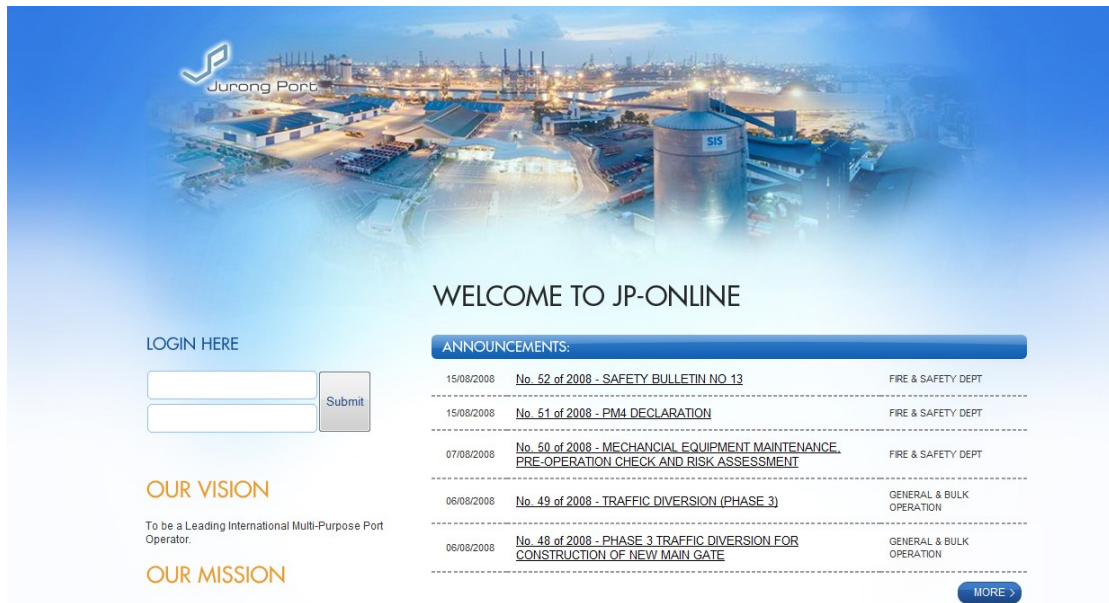 Jurong Port
SIS
WELCOME TO JP-ONLINE
LOGIN HERE
Submit
OUR VISION
To be a Leading International Multi-Purpose Port
Operator.
OUR MISSION
ANNOUNCEMENTS:
15/08/2008 No. 52 of 2008 - SAFETY BULLETIN NO 13 FIRE & SAFETY DEPT
15/08/2008 No. 51 of 2008 - PM4 DECLARATION FIRE & SAFETY DEPT
07/08/2008 No. 50 of 2008 - MECHANCIAL EQUIPMENT MAINTENANCE, FIRE & SAFETY DEPT
PRE-OPERATION CHECK AND RISK ASSESSMENT
06/08/2008 No. 49 of 2008 - TRAFFIC DIVERSION (PHASE 3) GENERAL & BULK
OPERATION
06/08/2008 No. 48 of 2008 - PHASE 3 TRAFFIC DIVERSION FOR GENERAL & BULK
CONSTRUCTION OF NEW MAIN GATE OPERATION
MORE >